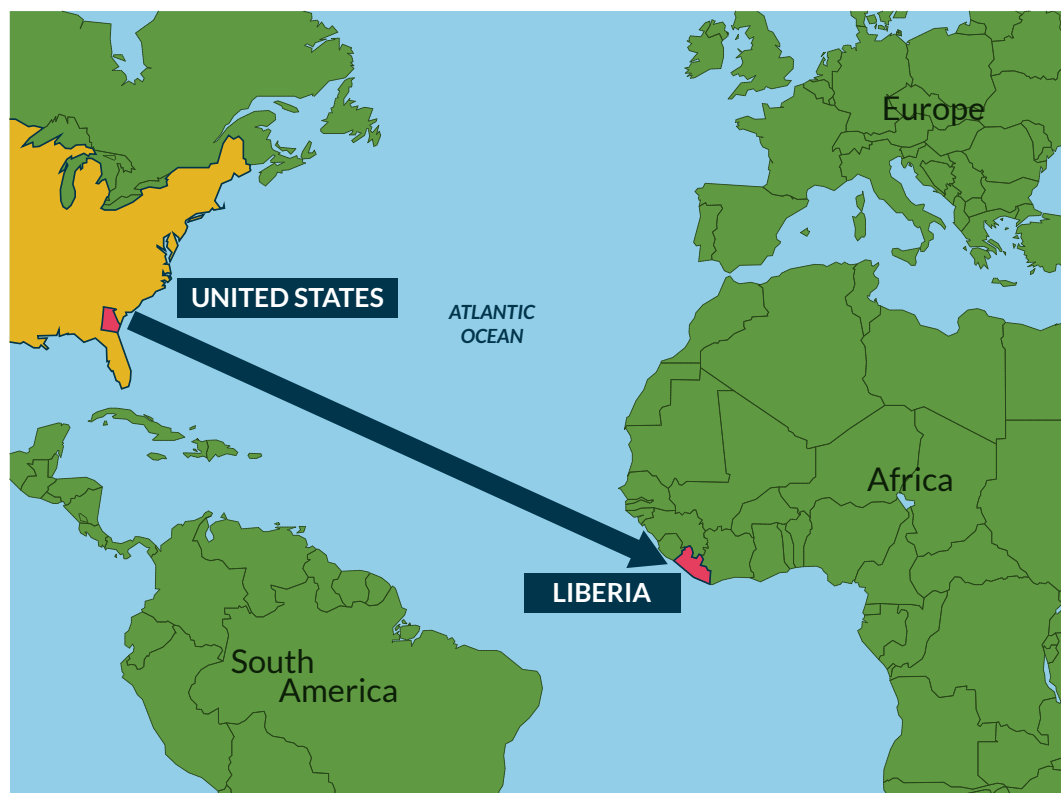 Europe
UNITED STATES
ATLANTIC
OCEAN
Africa
LIBERIA
South
America